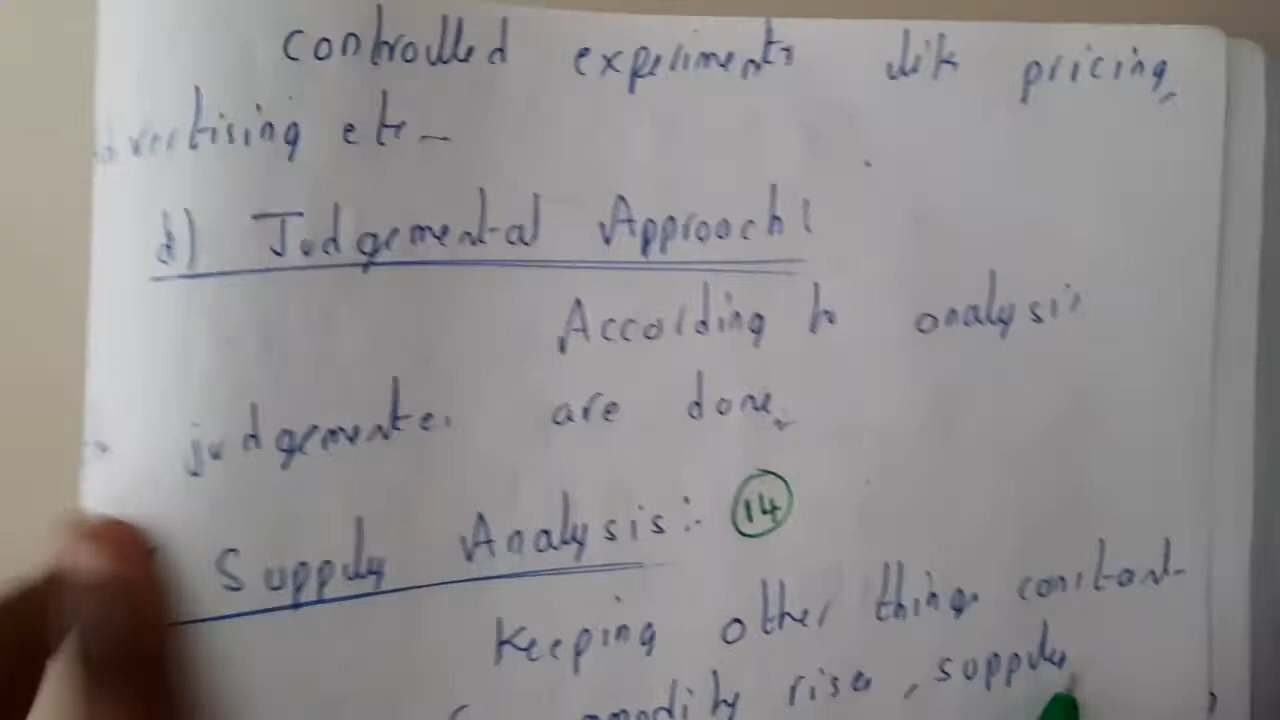 controlled experiments like pricing,
advertising etc -
d) Judgemental Approach:
According to analysis
judgements are done.
Supply Analysis:- 14
Keeping other things constant
commodity rises, supply